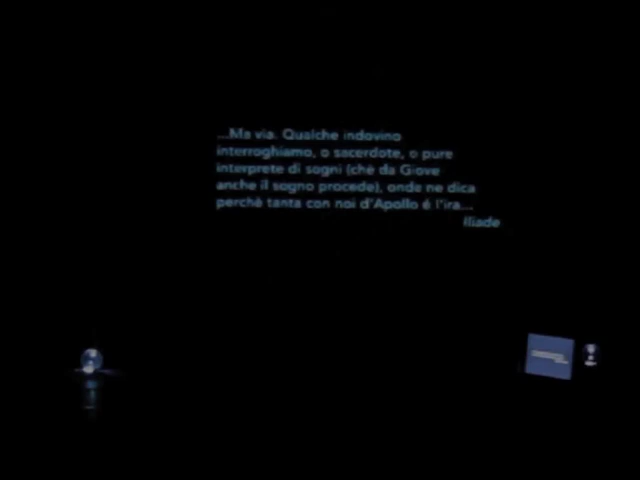 ...Ma via. Qualche indovino
interroghiamo, o sacerdote, o pure
interprete di sogni (chè da Giove
anche il sogno procede), onde ne dica
perchè tanta con noi d'Apollo é l'ira...
Iliade